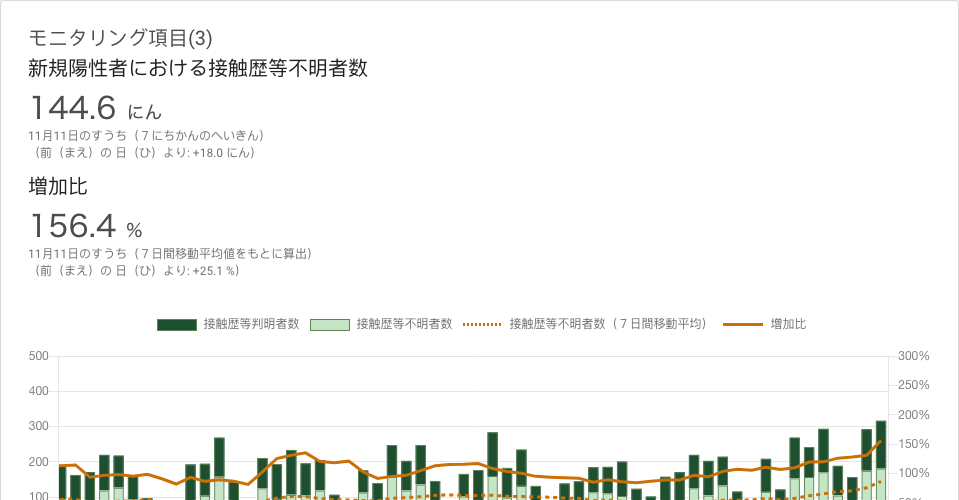 モニタリング項目(3)
新規陽性者における接触歴等不明者数
144.6 にん
11月11日のすうち（７にちかんのへいきん）
（前（まえ）の 日（ひ）より: +18.0 にん）
増加比
156.4 %
11月11日のすうち（７日間移動平均値をもとに算出）
（前（まえ）の 日（ひ）より: +25.1 %）
接触歴等判明者数 接触歴等不明者数 接触歴等不明者数（７日間移動平均） 増加比
500 300%
250%
400
200%
300
150%
200
100%
100